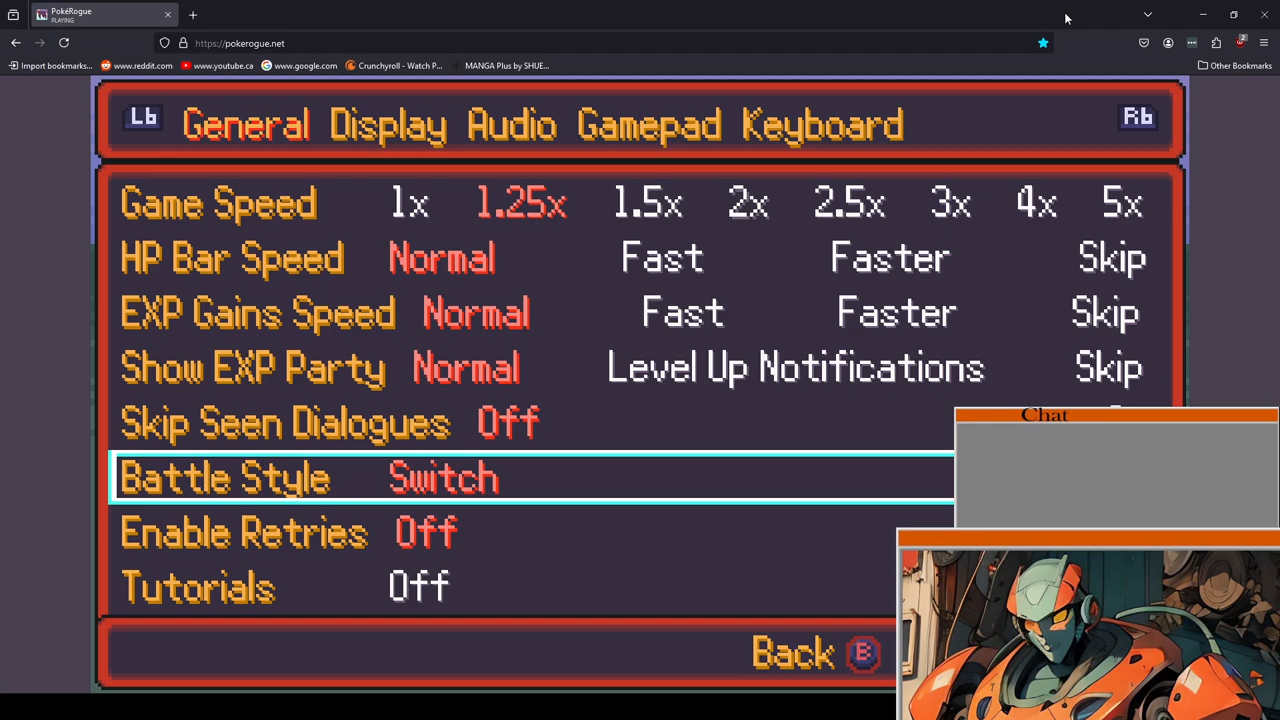 PokéRogue
PLAYING
https://pokerogue.net
2
Import bookmarks...
www.reddit.com
www.youtube.ca
www.google.com
Crunchyroll - Watch P...
MANGA Plus by SHUE...
Other Bookmarks
Lb General Display Audio Gamepad Keyboard Rb
Game Speed 1x 1.25x 1.5x 2x 2.5x 3x 4x 5x
HP Bar Speed Normal Fast Faster Skip
EXP Gains Speed Normal Fast Faster Skip
Show EXP Party Normal Level Up Notifications Skip
Skip Seen Dialogues Off
Chat
Battle Style Switch
Enable Retries Off
Tutorials Off
Back B